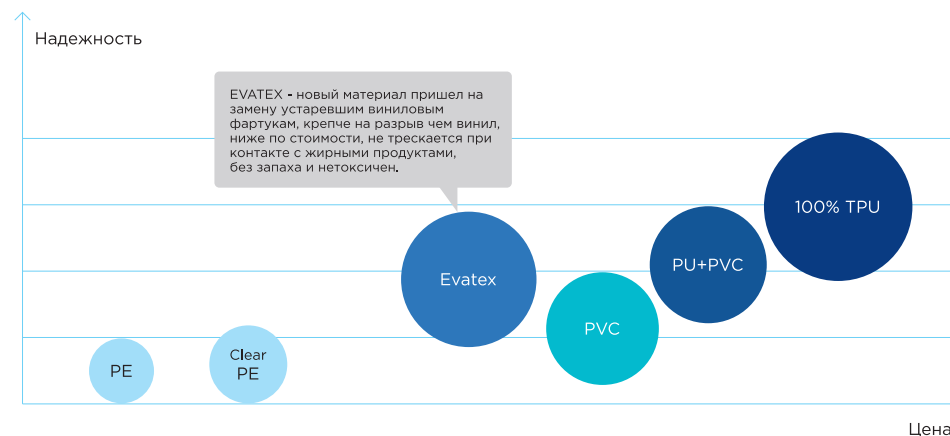 Надежность
EVATEX - новый материал пришел на
замену устаревшим виниловым
фартукам, крепче на разрыв чем винил,
ниже по стоимости, не трескается при
контакте с жирными продуктами,
без запаха и нетоксичен.
100% TPU
PU+PVC
Evatex
PVC
Clear
PE
PE
Цена